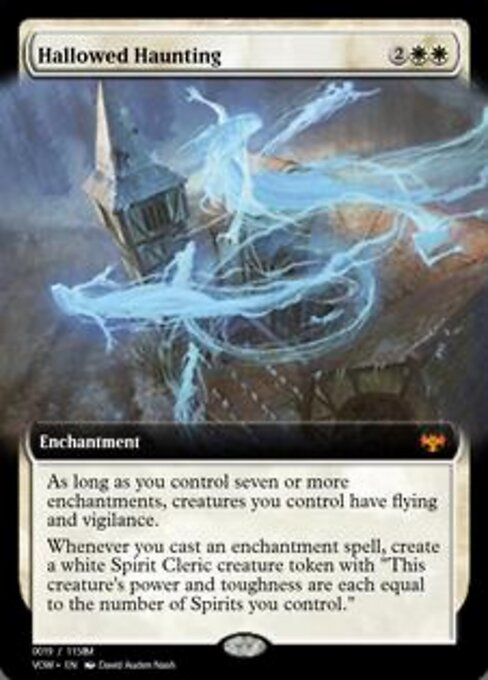 Hallowed Haunting 2
Enchantment
As long as you control seven or more
enchantments, creatures you control have flying
and vigilance.
Whenever you cast an enchantment spell, create
a white Spirit Cleric creature token with "This
creature's power and toughness are each equal
to the number of Spirits you control."
VOW • EN David Auden Nash